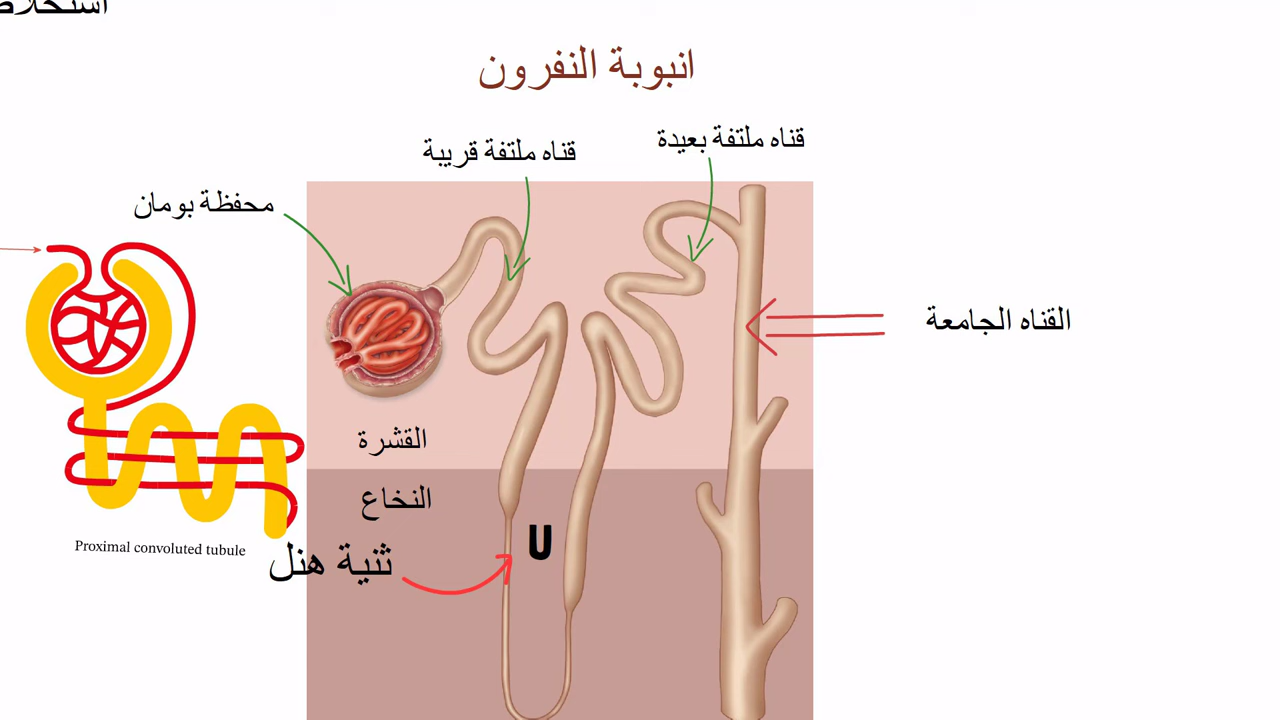 انبوبة النفرون
قناه ملتفة بعيدة
قناه ملتفة قريبة
محفظة بومان
القناه الجامعة
القشرة
النخاع
U
ثنية هنل
Proximal convoluted tubule